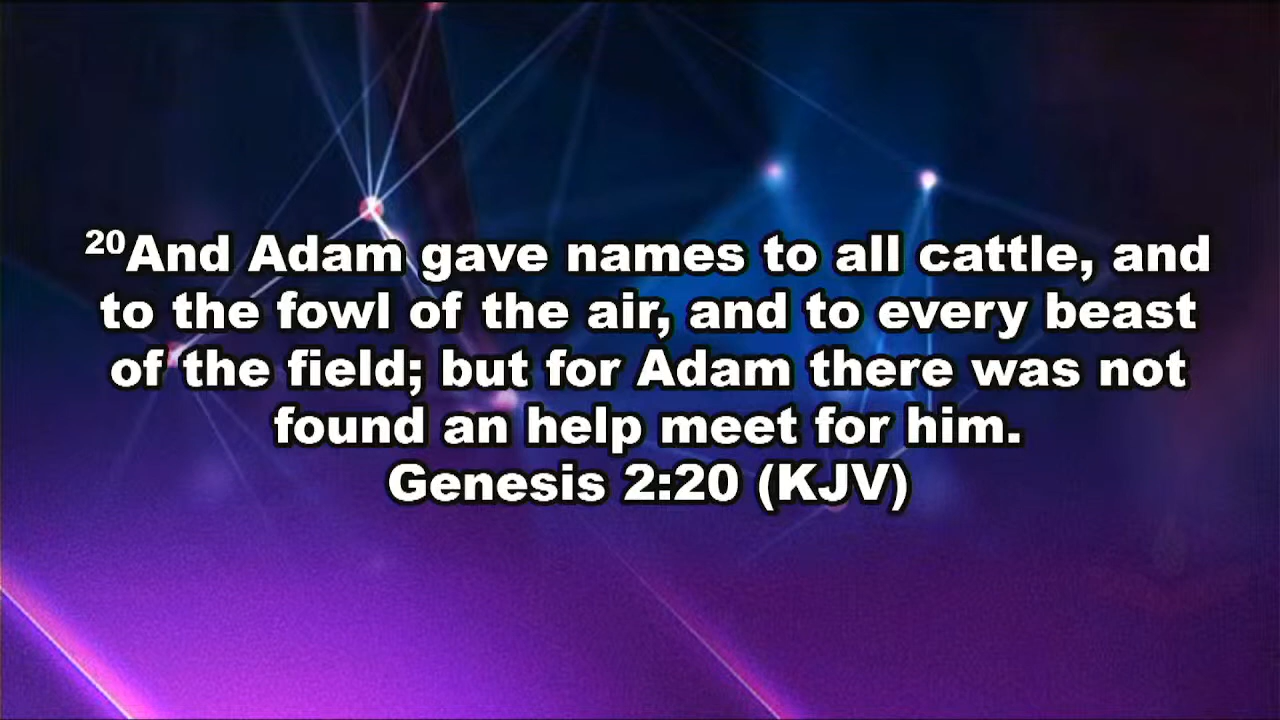 ²⁰And Adam gave names to all cattle, and
to the fowl of the air, and to every beast
of the field; but for Adam there was not
found an help meet for him.
Genesis 2:20 (KJV)